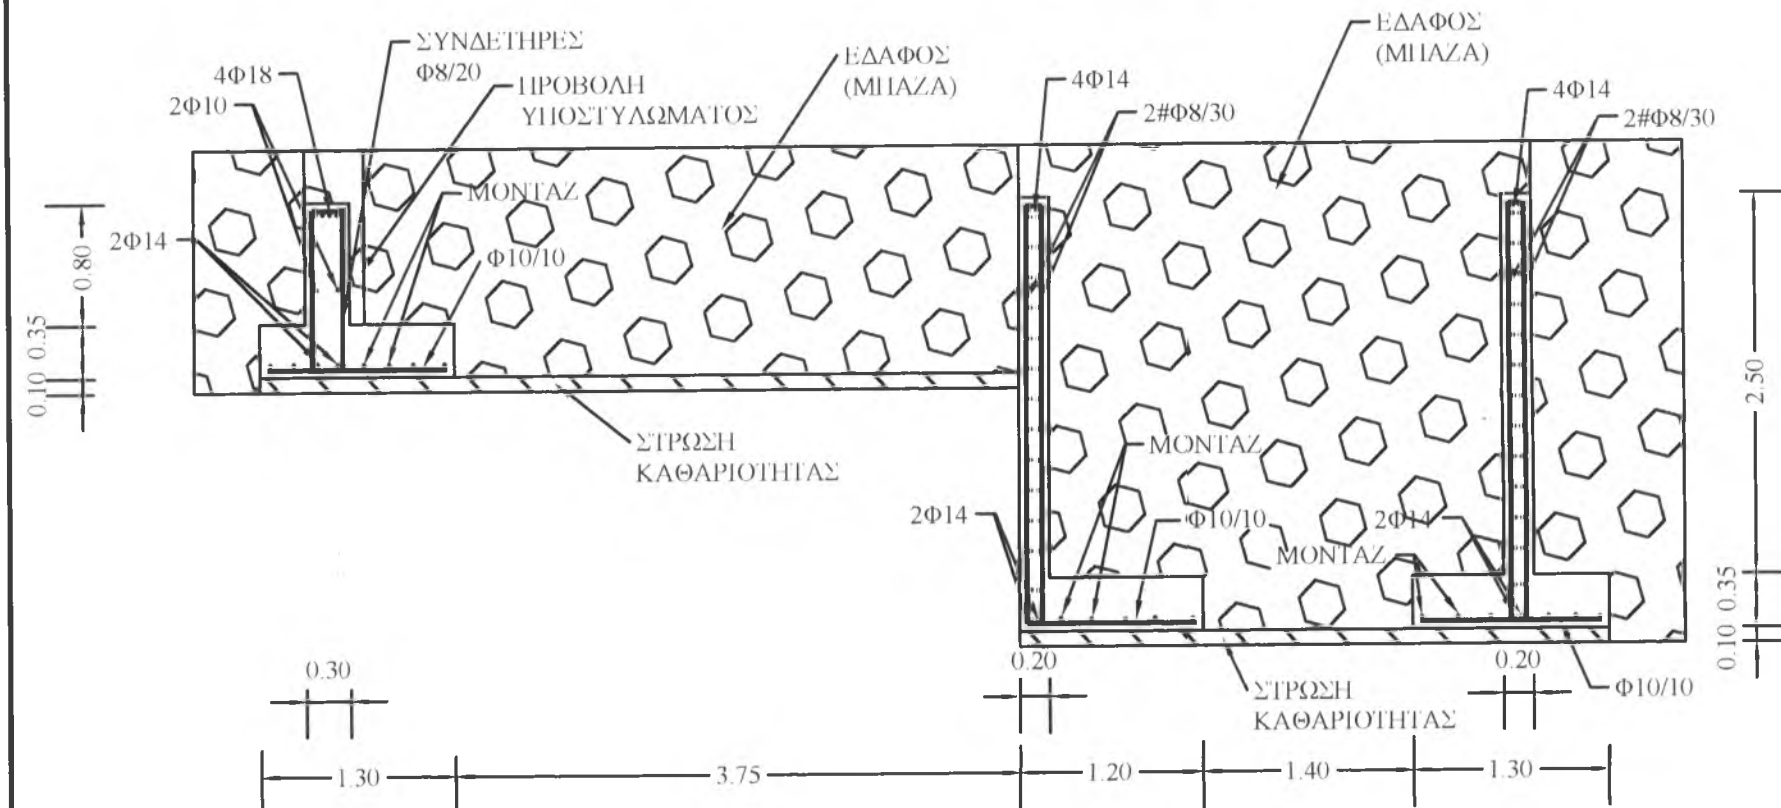 ΣΥΝΔΕΤΗΡΕΣ
Φ8/20
4Φ18
2Φ10
ΠΡΟΒΟΛΗ
ΥΠΟΣΤΥΛΩΜΑΤΟΣ
ΕΔΑΦΟΣ
(ΜΠΑΖΑ)
4Φ14
2#Φ8/30
ΕΔΑΦΟΣ
(ΜΠΑΖΑ)
4Φ14
2#Φ8/30
ΜΟΝΤΑΖ
2Φ14
Φ10/10
0.80
0.35
0.10
ΣΤΡΩΣΗ
ΚΑΘΑΡΙΟΤΗΤΑΣ
2.50
ΜΟΝΤΑΖ
2Φ14
Φ10/10
2Φ14
ΜΟΝΤΑΖ
0.35
0.10
0.30
0.20
0.20
ΣΤΡΩΣΗ
ΚΑΘΑΡΙΟΤΗΤΑΣ
Φ10/10
1.30
3.75
1.20
1.40
1.30